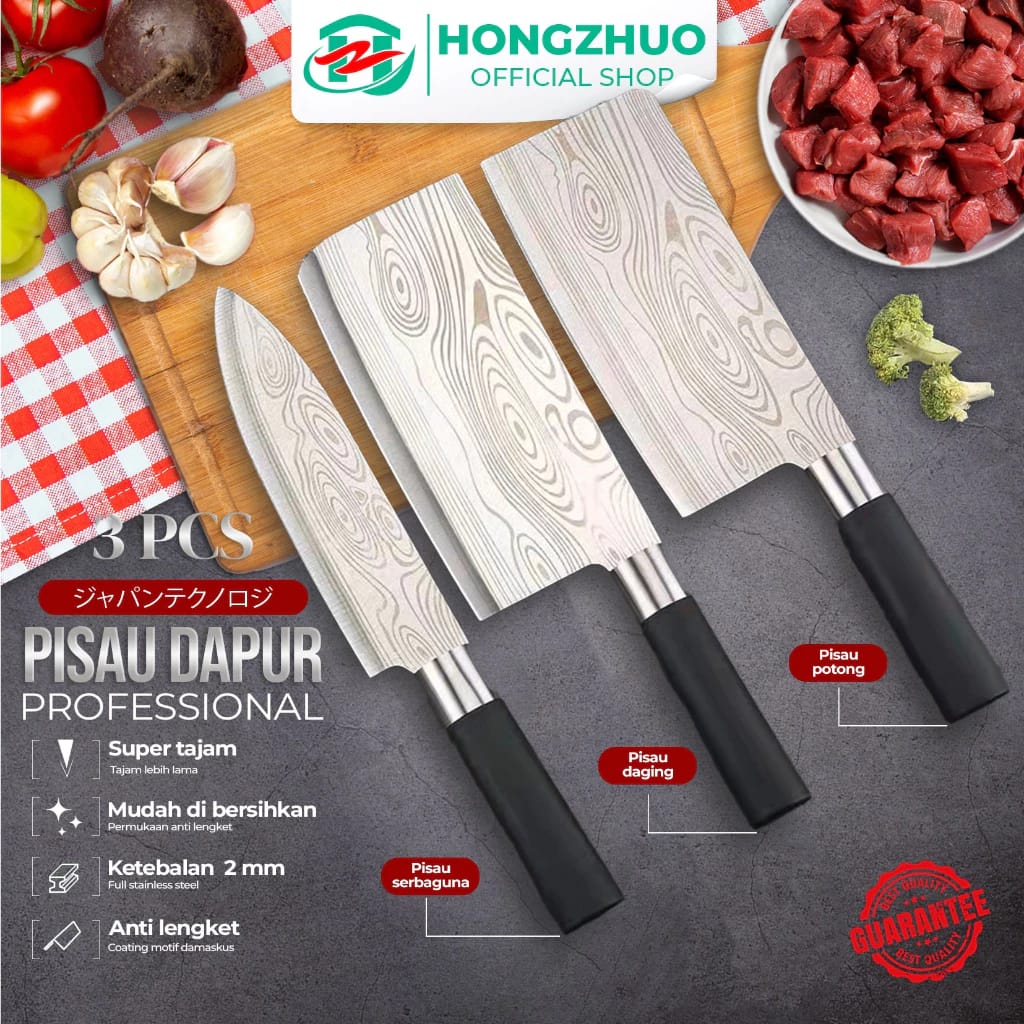 HONGZHUO
OFFICIAL SHOP
3 PCS
ジャパンテクノロジ
PISAU DAPUR
PROFESSIONAL
Super tajam
Tajam lebih lama
Mudah di bersihkan
Permukaan anti lengket
Ketebalan 2 mm
Full stainless steel
Anti lengket
Coating motif damaskus
Pisau
serbaguna
Pisau
daging
Pisau
potong
BEST QUALITY
GUARANTEE
BEST QUALITY